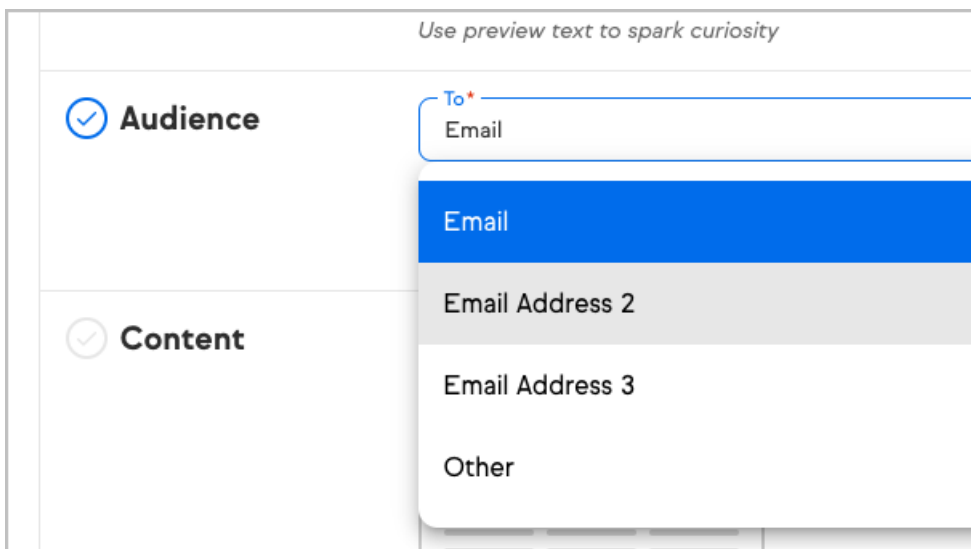 Use preview text to spark curiosity
Audience
To*
Email
Email
Email Address 2
Email Address 3
Other
Content